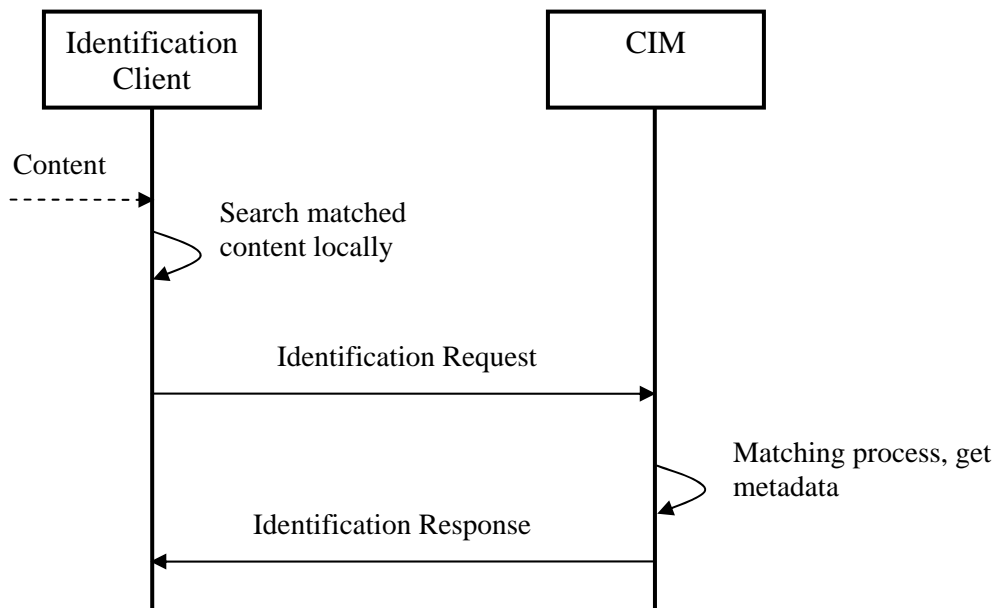 Identification
Client
CIM
Content
Search matched
content locally
Identification Request
Matching process, get
metadata
Identification Response